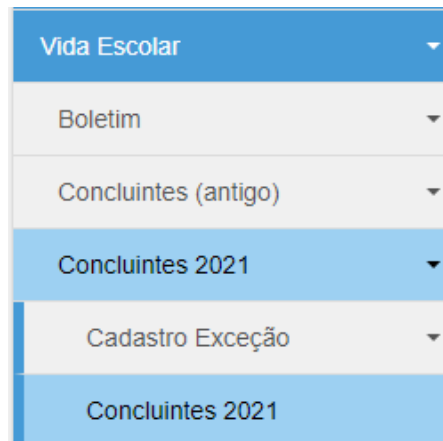 Vida Escolar
Boletim
Concluintes (antigo)
Concluintes 2021
Cadastro Exceção
Concluintes 2021